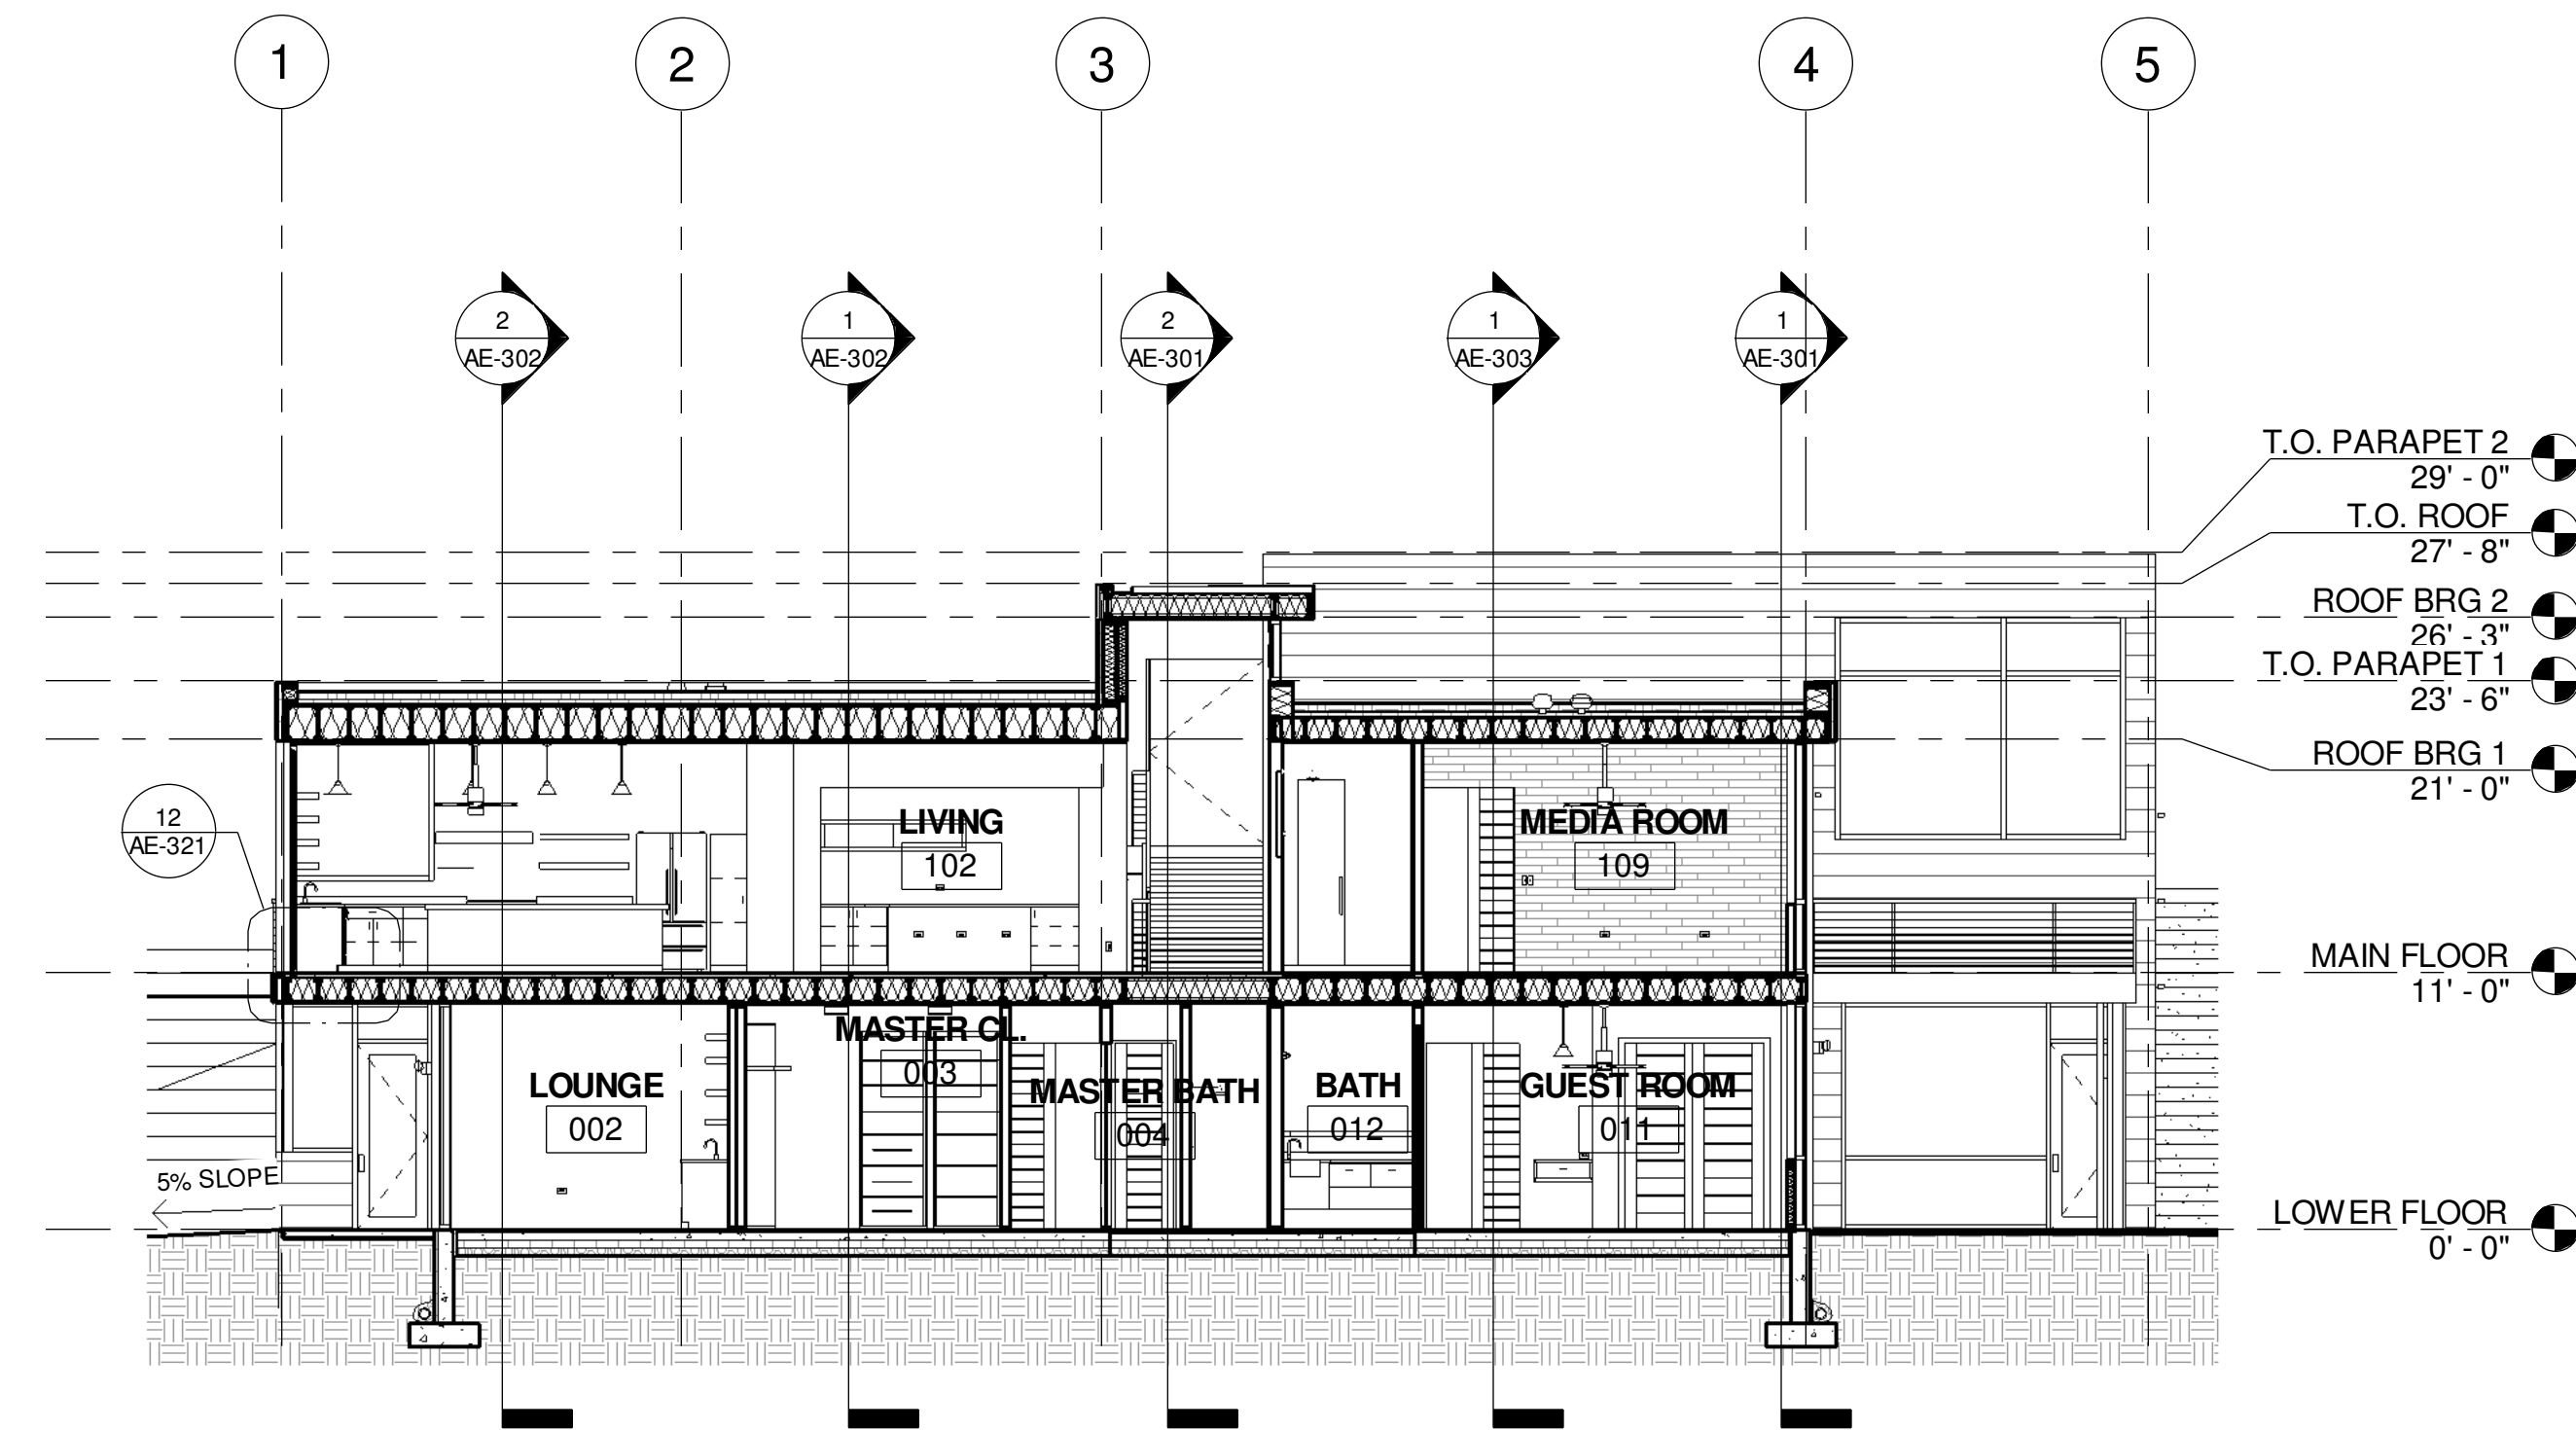 1
2
3
4
5
2
AE-302
1
AE-302
2
AE-301
1
AE-303
1
AE-301
T.O. PARAPET 2
29' - 0"
T.O. ROOF
27' - 8"
ROOF BRG 2
26' - 3"
T.O. PARAPET 1
23' - 6"
ROOF BRG 1
21' - 0"
12
AE-321
LIVING
102
MEDIA ROOM
109
MAIN FLOOR
11' - 0"
MASTER CL.
003
LOUNGE
002
MASTER BATH
004
BATH
012
GUEST ROOM
011
5% SLOPE
LOWER FLOOR
0' - 0"